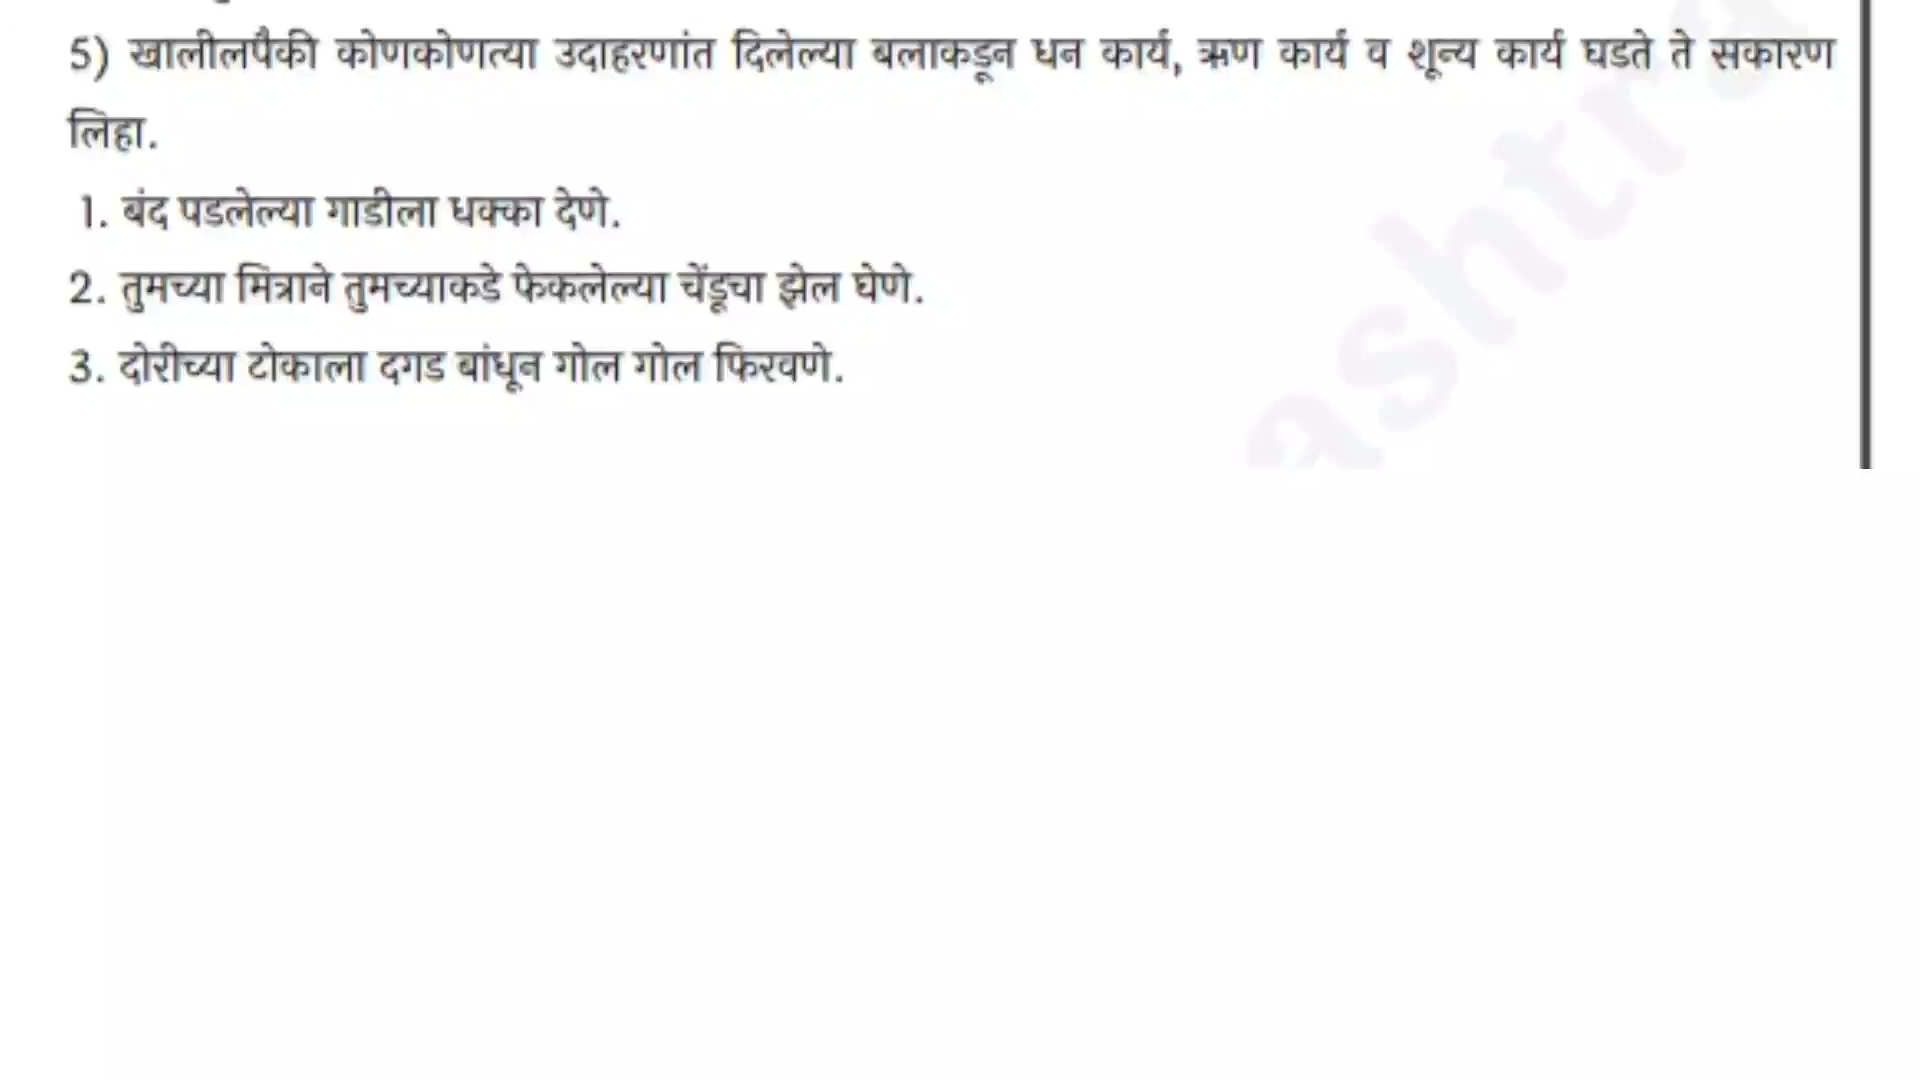 5) खालीलपैकी कोणकोणत्या उदाहरणांत दिलेल्या बलाकडून धन कार्य, ऋण कार्य व शून्य कार्य घडते ते सकारण
लिहा.
1. बंद पडलेल्या गाडीला धक्का देणे.
2. तुमच्या मित्राने तुमच्याकडे फेकलेल्या चेंडूचा झेल घेणे.
3. दोरीच्या टोकाला दगड बांधून गोल गोल फिरवणे.
ashtra